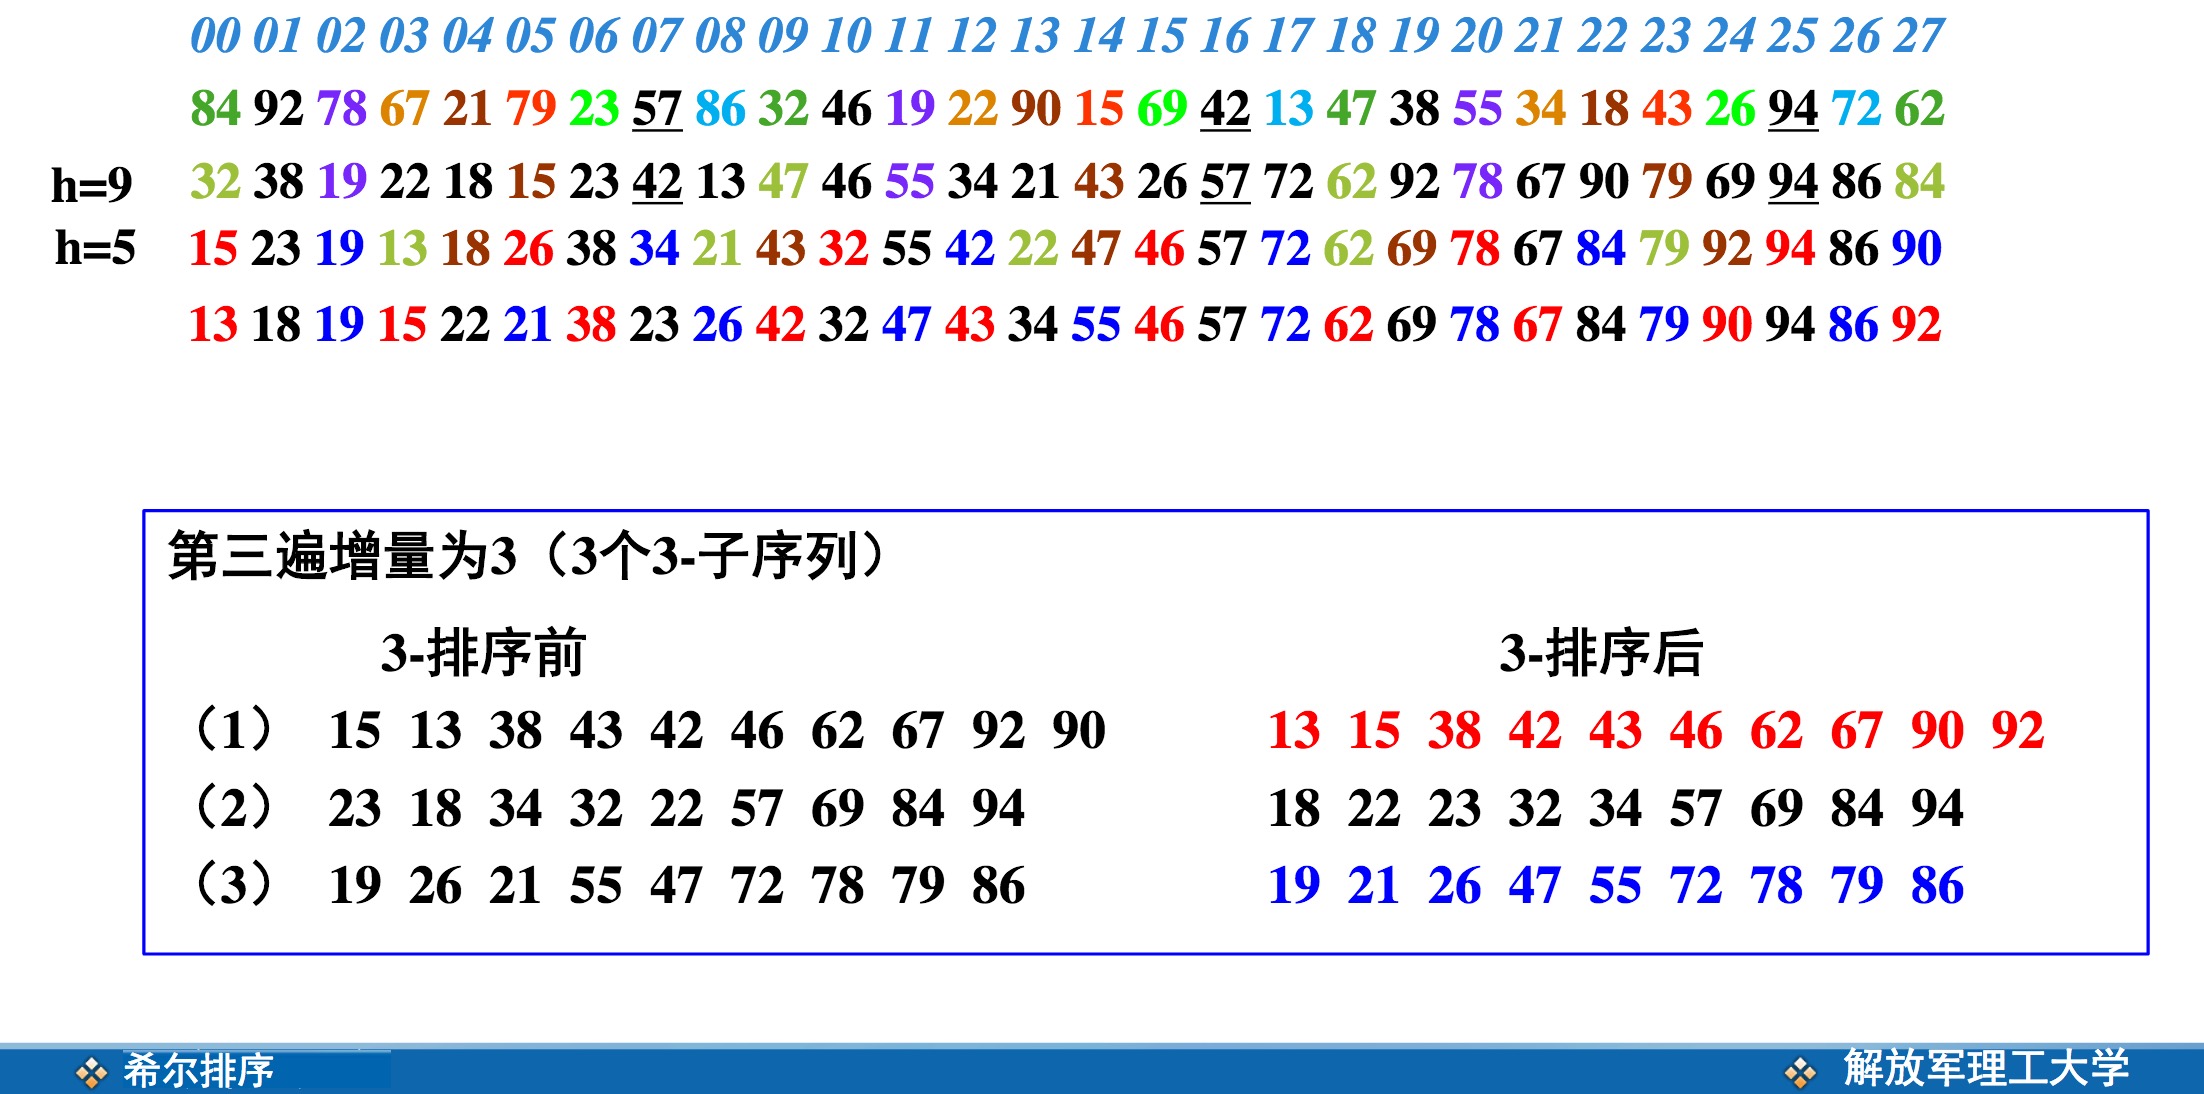 00 01 02 03 04 05 06 07 08 09 10 11 12 13 14 15 16 17 18 19 20 21 22 23 24 25 26 27
84 92 78 67 21 79 23 57 86 32 46 19 22 90 15 69 42 13 47 38 55 34 18 43 26 94 72 62
h=9 32 38 19 22 18 15 23 42 13 47 46 55 34 21 43 26 57 72 62 92 78 67 90 79 69 94 86 84
h=5 15 23 19 13 18 26 38 34 21 43 32 55 42 22 47 46 57 72 62 69 78 67 84 79 92 94 86 90
13 18 19 15 22 21 38 23 26 42 32 47 43 34 55 46 57 72 62 69 78 67 84 79 90 94 86 92
第三遍增量为3（3个3-子序列）
3-排序前 3-排序后
（1） 15 13 38 43 42 46 62 67 92 90 13 15 38 42 43 46 62 67 90 92
（2） 23 18 34 32 22 57 69 84 94 18 22 23 32 34 57 69 84 94
（3） 19 26 21 55 47 72 78 79 86 19 21 26 47 55 72 78 79 86
希尔排序 解放军理工大学